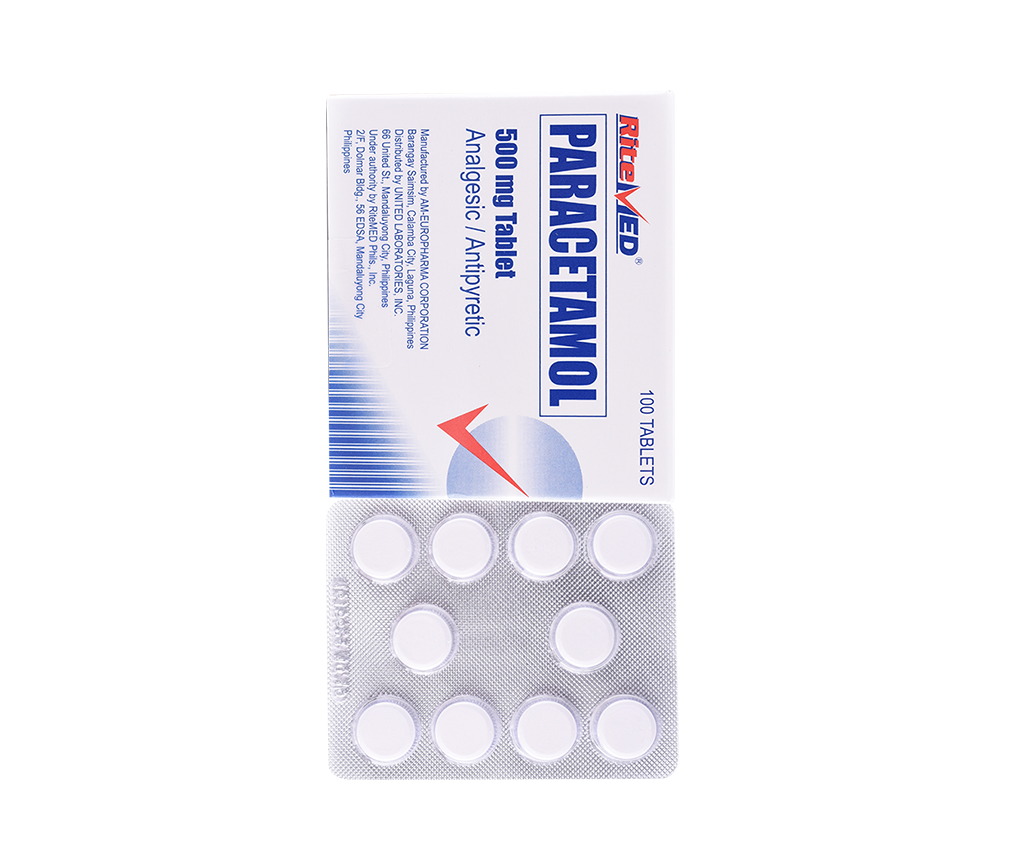 RiteMED®
PARACETAMOL
500 mg Tablet
Analgesic / Antipyretic
Manufactured by AM-EUROPHARMA CORPORATION
Barangay Saimsim, Calamba City, Laguna, Philippines
Distributed by UNITED LABORATORIES, INC.
66 United St., Mandaluyong City, Philippines
Under authority by RiteMED Phils., Inc.
2/F. Dolmar Bldg., 56 EDSA, Mandaluyong City
Philippines
100 TABLETS